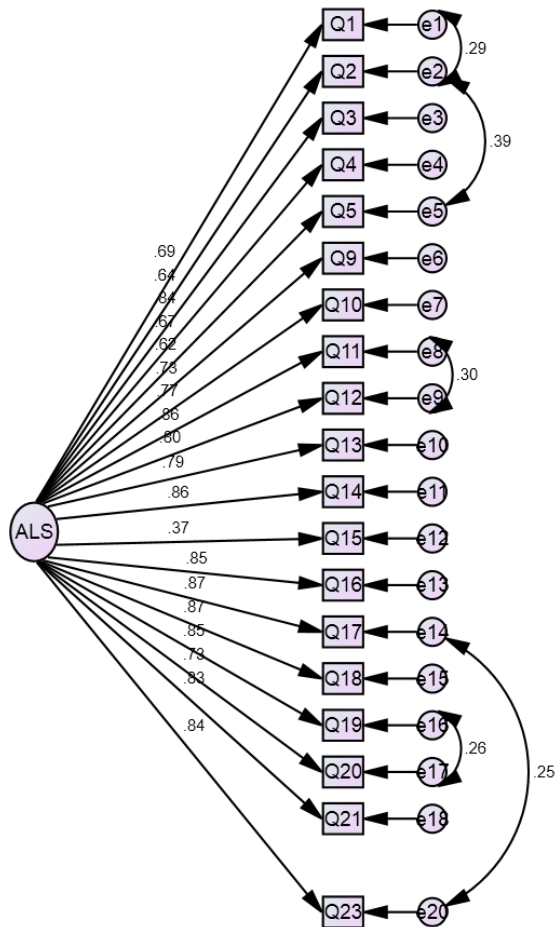 Q1 e1
.29
Q2 e2
Q3 e3
.39
Q4 e4
Q5 e5
.69
Q9 e6
.64
.84
Q10 e7
.67
.62
Q11 e8
.73
.30
.77
Q12 e9
.86
.80
Q13 e10
.79
Q14 e11
.86
ALS
.37
Q15 e12
.85
Q16 e13
.87
.87
Q17 e14
.85
.73
Q18 e15
.83
.84
Q19 e16
.26
Q20 e17
.25
Q21 e18
Q23 e20